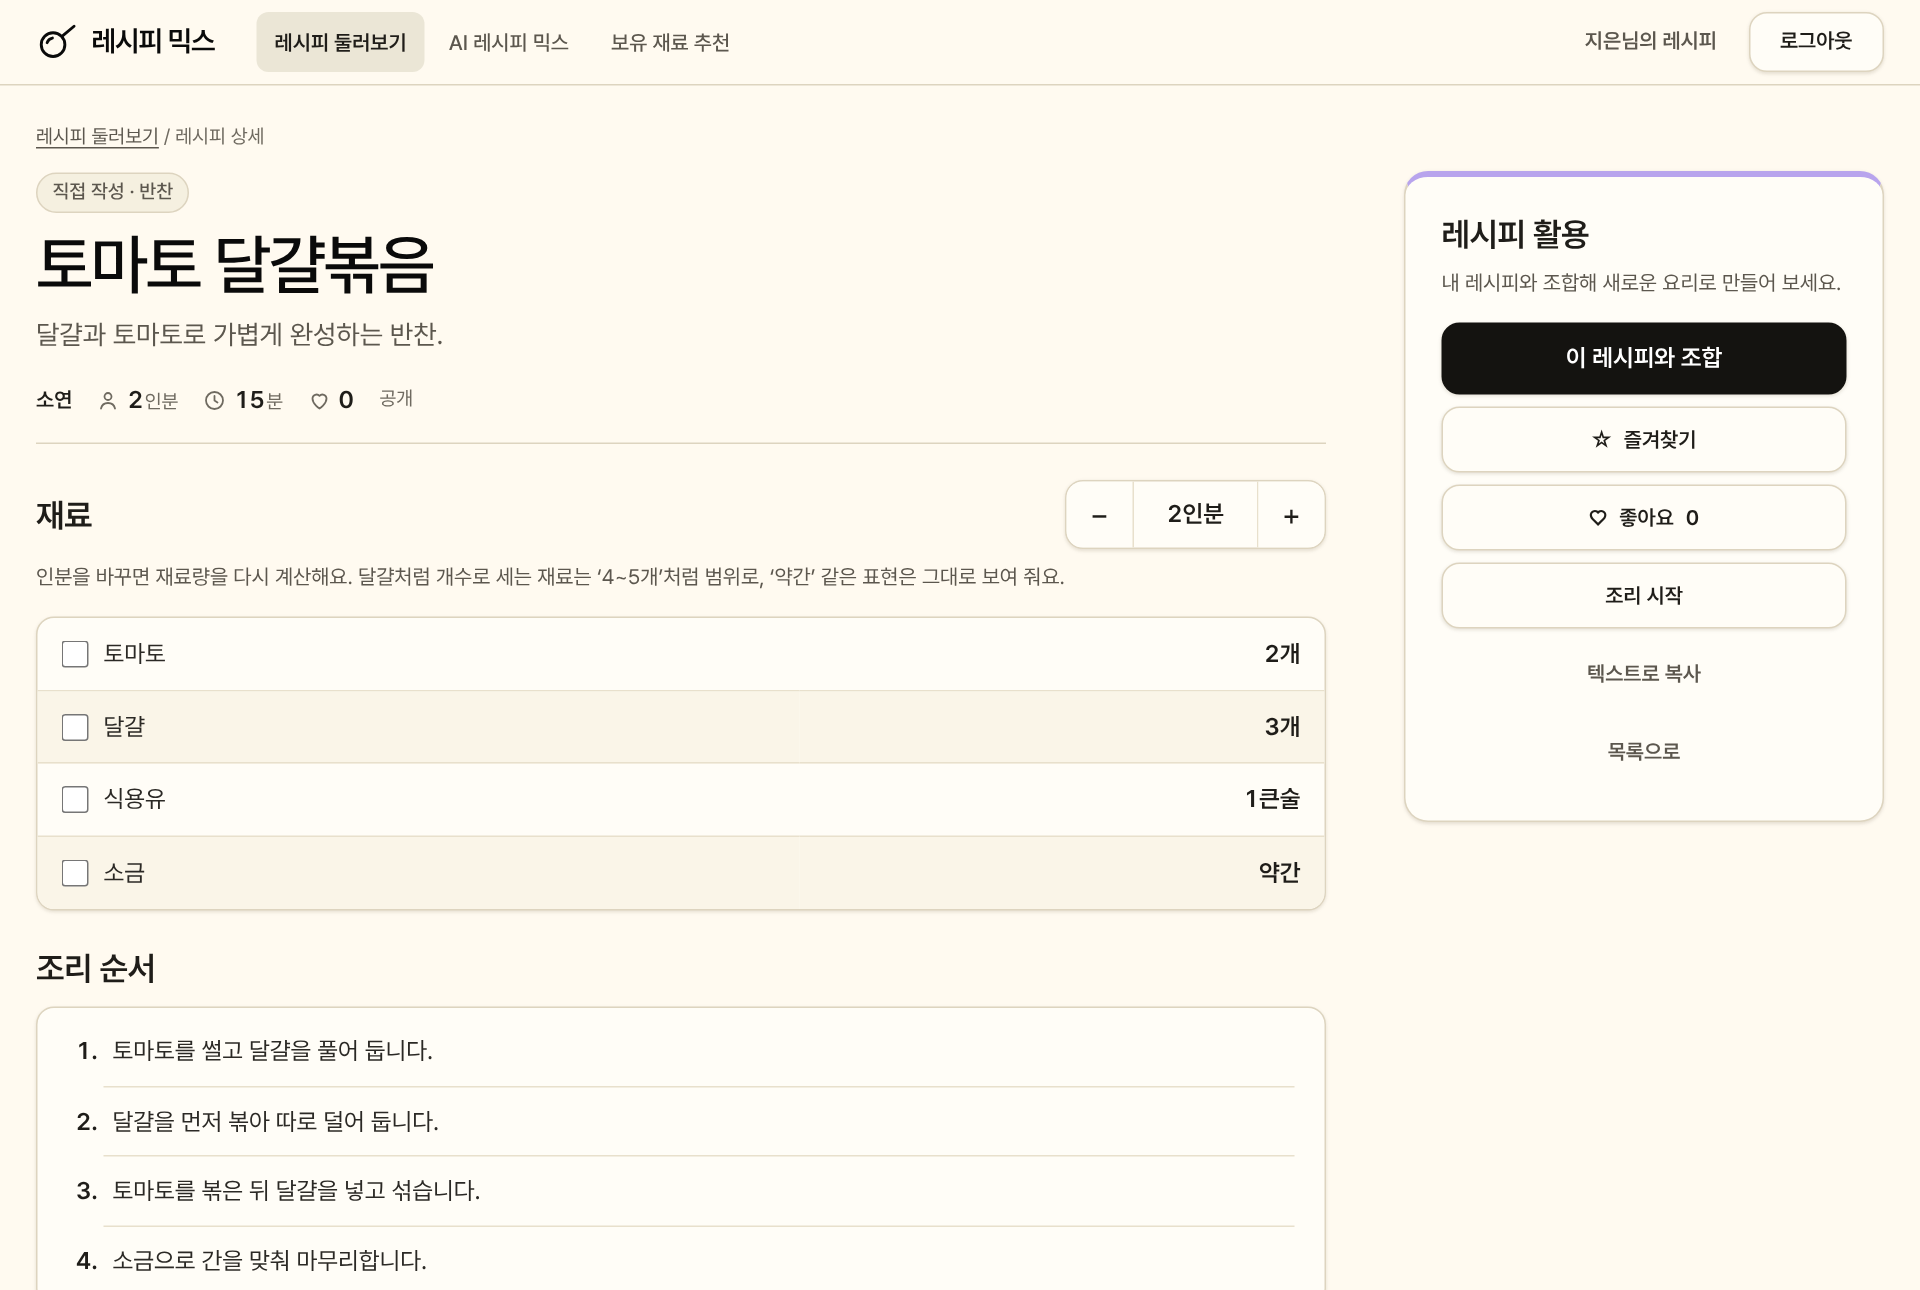 레시피 믹스
레시피 둘러보기
AI 레시피 믹스
보유 재료 추천
지은님의 레시피
로그아웃
레시피 둘러보기 / 레시피 상세
직접 작성 · 반찬
토마토 달걀볶음
달걀과 토마토로 가볍게 완성하는 반찬.
소연 2인분 15분 0 공개
재료
− 2인분 +
인분을 바꾸면 재료량을 다시 계산해요. 달걀처럼 개수로 세는 재료는 ‘4~5개’처럼 범위로, ‘약간’ 같은 표현은 그대로 보여 줘요.
토마토 2개
달걀 3개
식용유 1큰술
소금 약간
조리 순서
1. 토마토를 썰고 달걀을 풀어 둡니다.
2. 달걀을 먼저 볶아 따로 덜어 둡니다.
3. 토마토를 볶은 뒤 달걀을 넣고 섞습니다.
4. 소금으로 간을 맞춰 마무리합니다.
레시피 활용
내 레시피와 조합해 새로운 요리로 만들어 보세요.
이 레시피와 조합
☆ 즐겨찾기
♡ 좋아요 0
조리 시작
텍스트로 복사
목록으로